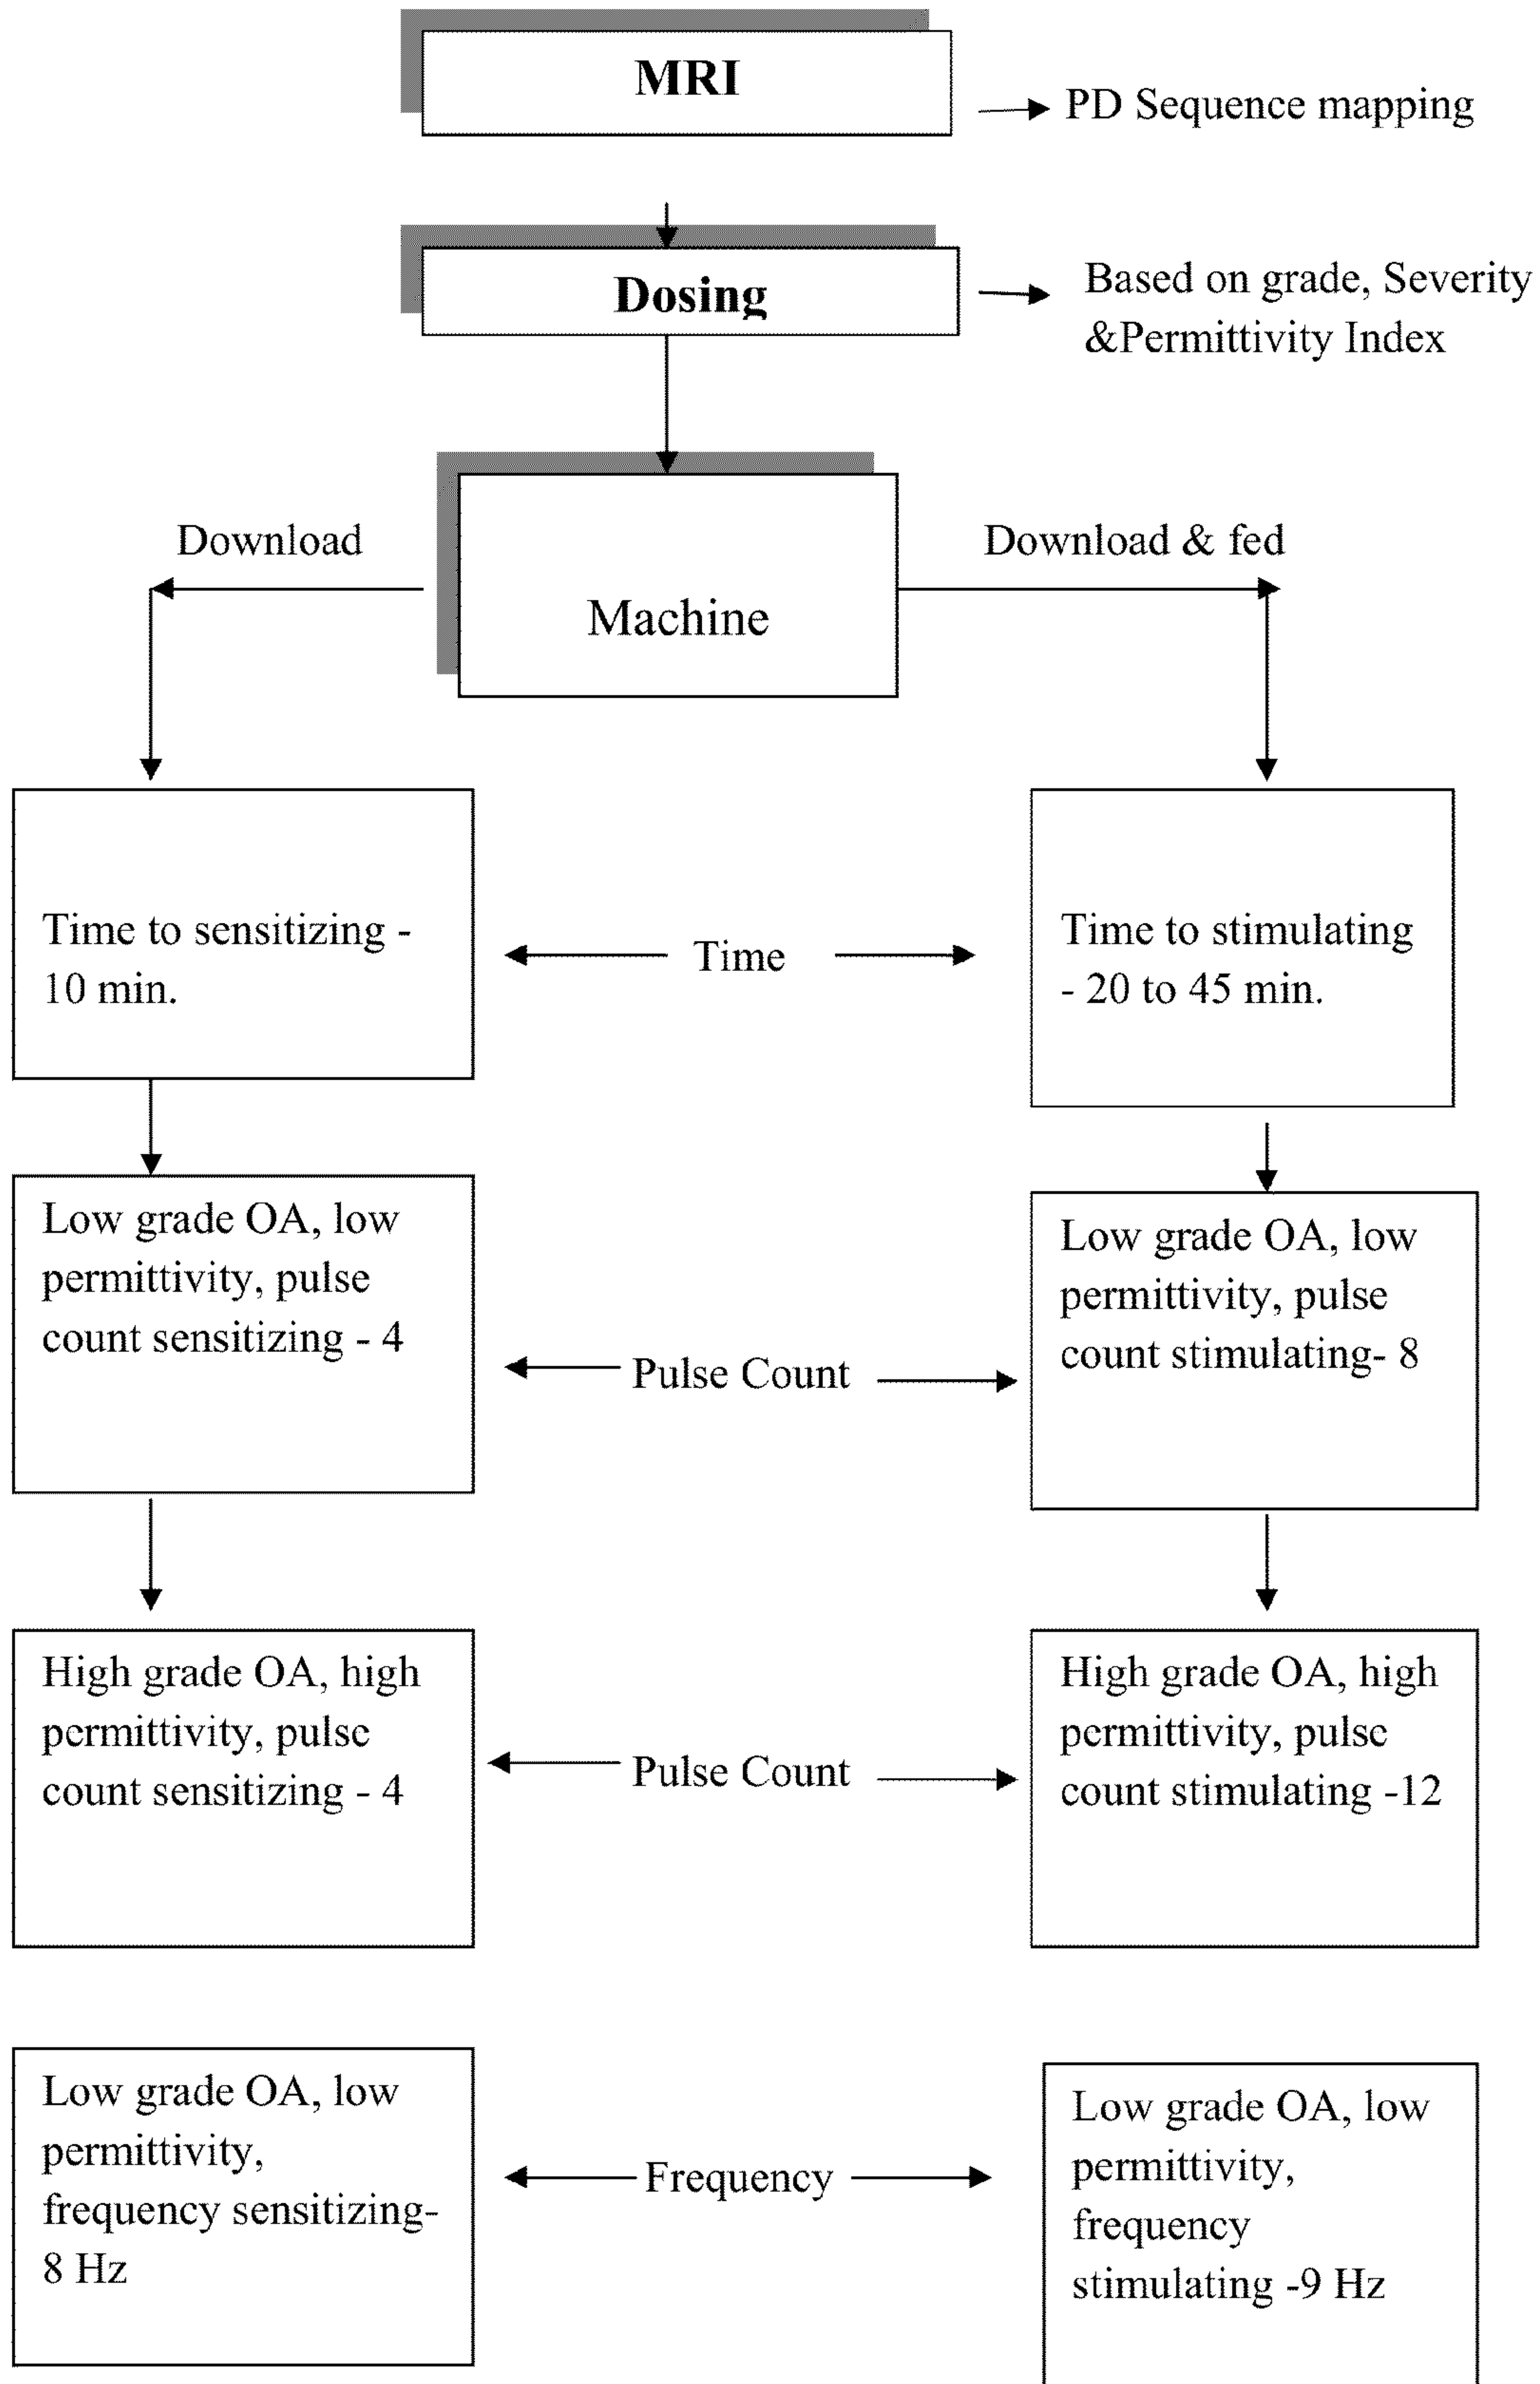 MRI
PD Sequence mapping
Dosing
Based on grade, Severity
&Permittivity Index
Download
Download & fed
Machine
Time to sensitizing -
10 min.
Time
Time to stimulating
- 20 to 45 min.
Low grade OA, low
permittivity, pulse
count sensitizing - 4
Pulse Count
Low grade OA, low
permittivity, pulse
count stimulating- 8
High grade OA, high
permittivity, pulse
count sensitizing - 4
Pulse Count
High grade OA, high
permittivity, pulse
count stimulating -12
Low grade OA, low
permittivity,
frequency sensitizing-
8 Hz
Frequency
Low grade OA, low
permittivity,
frequency
stimulating -9 Hz